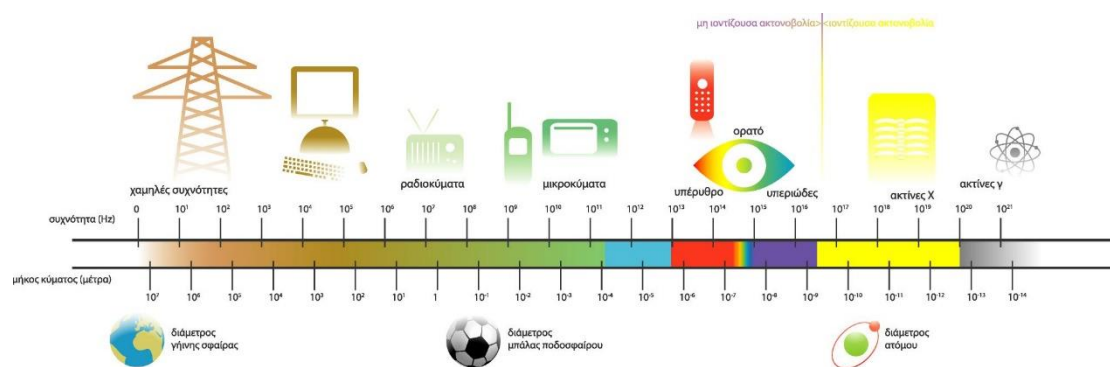 μη ιοντίζουσα ακτονοβολία><ιοντίζουσα ακτονοβολία
ορατό
χαμηλές συχνότητες
ραδιοκύματα
μικροκύματα
υπέρυθρο
υπεριώδες
ακτίνες Χ
ακτίνες γ
συχνότητα (Hz)
0 10¹ 10² 10³ 10⁴ 10⁵ 10⁶ 10⁷ 10⁸ 10⁹ 10¹⁰ 10¹¹ 10¹² 10¹³ 10¹⁴ 10¹⁵ 10¹⁶ 10¹⁷ 10¹⁸ 10¹⁹ 10²⁰ 10²¹
μήκος κύματος (μέτρα)
10⁷ 10⁶ 10⁵ 10⁴ 10³ 10² 10¹ 1 10⁻¹ 10⁻² 10⁻³ 10⁻⁴ 10⁻⁵ 10⁻⁶ 10⁻⁷ 10⁻⁸ 10⁻⁹ 10⁻¹⁰ 10⁻¹¹ 10⁻¹² 10⁻¹³ 10⁻¹⁴
διάμετρος
γήινης σφαίρας
διάμετρος
μπάλας ποδοσφαίρου
διάμετρος
ατόμου